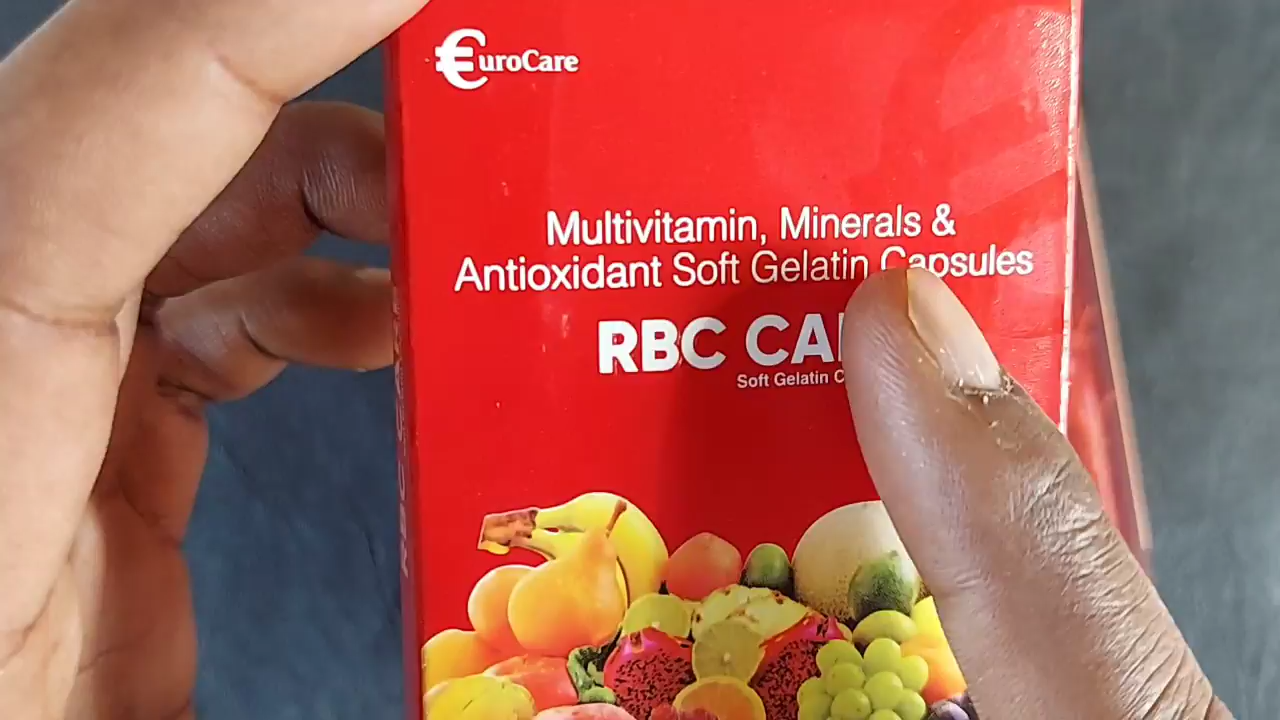 €uroCare
Multivitamin, Minerals &
Antioxidant Soft Gelatin Capsules
RBC
Soft Gelatin